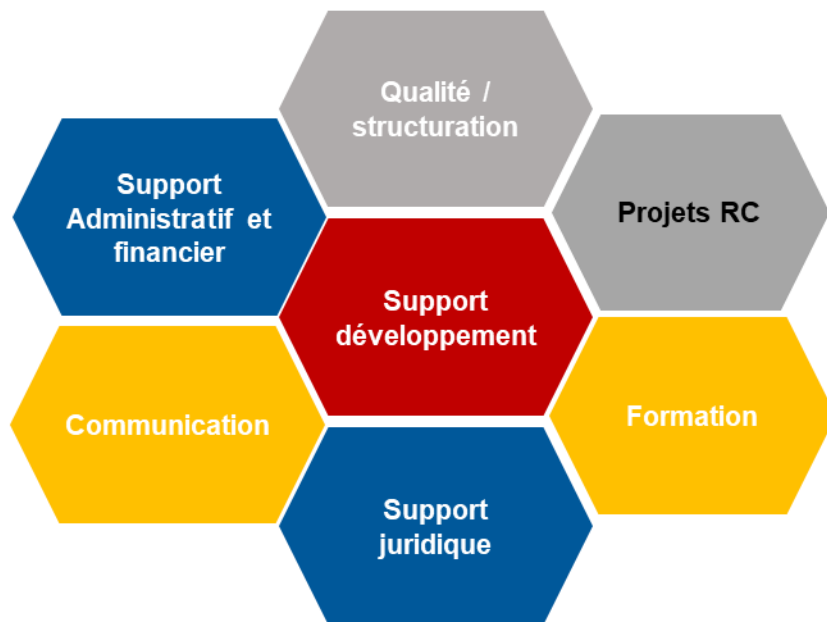 Qualité /
structuration
Support
Administratif et
financier
Projets RC
Support
développement
Communication
Formation
Support
juridique